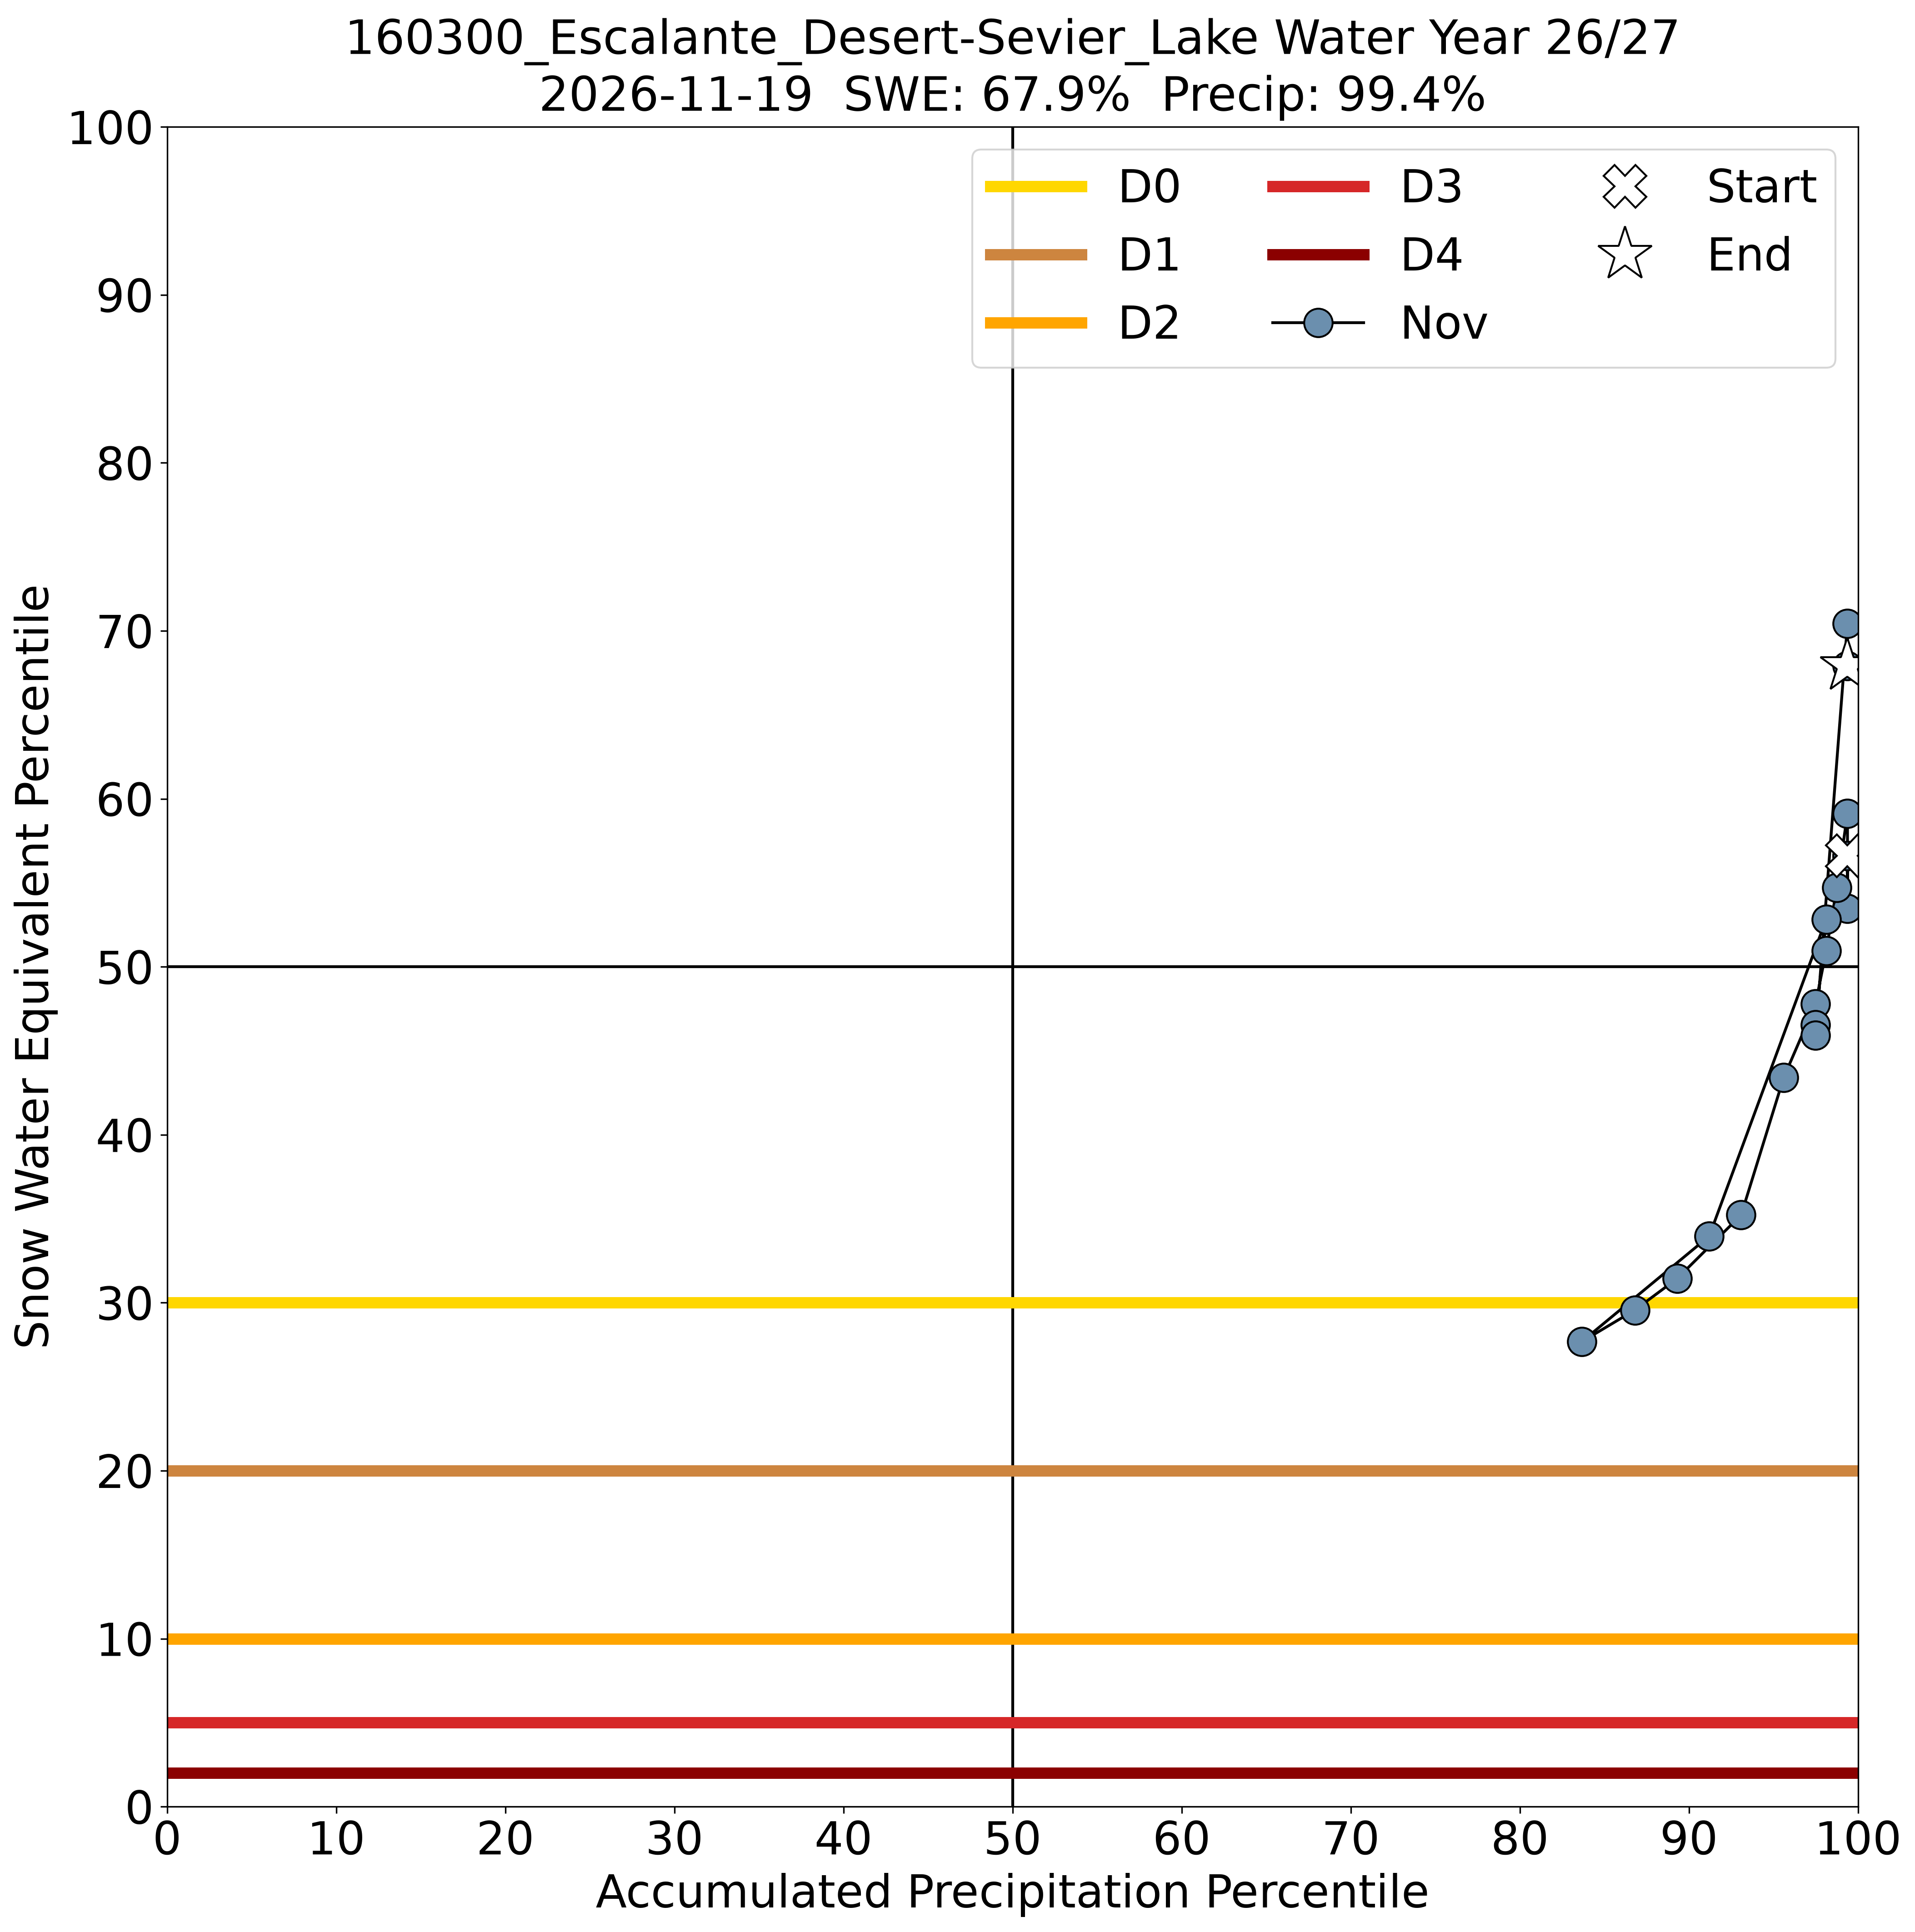 160300_Escalante_Desert-Sevier_Lake Water Year 26/27
2026-11-19 SWE: 67.9% Precip: 99.4%
D0
D1
D2
D3
D4
Nov
Start
End
Snow Water Equivalent Percentile
100
90
80
70
60
50
40
30
20
10
0
0 10 20 30 40 50 60 70 80 90 100
Accumulated Precipitation Percentile